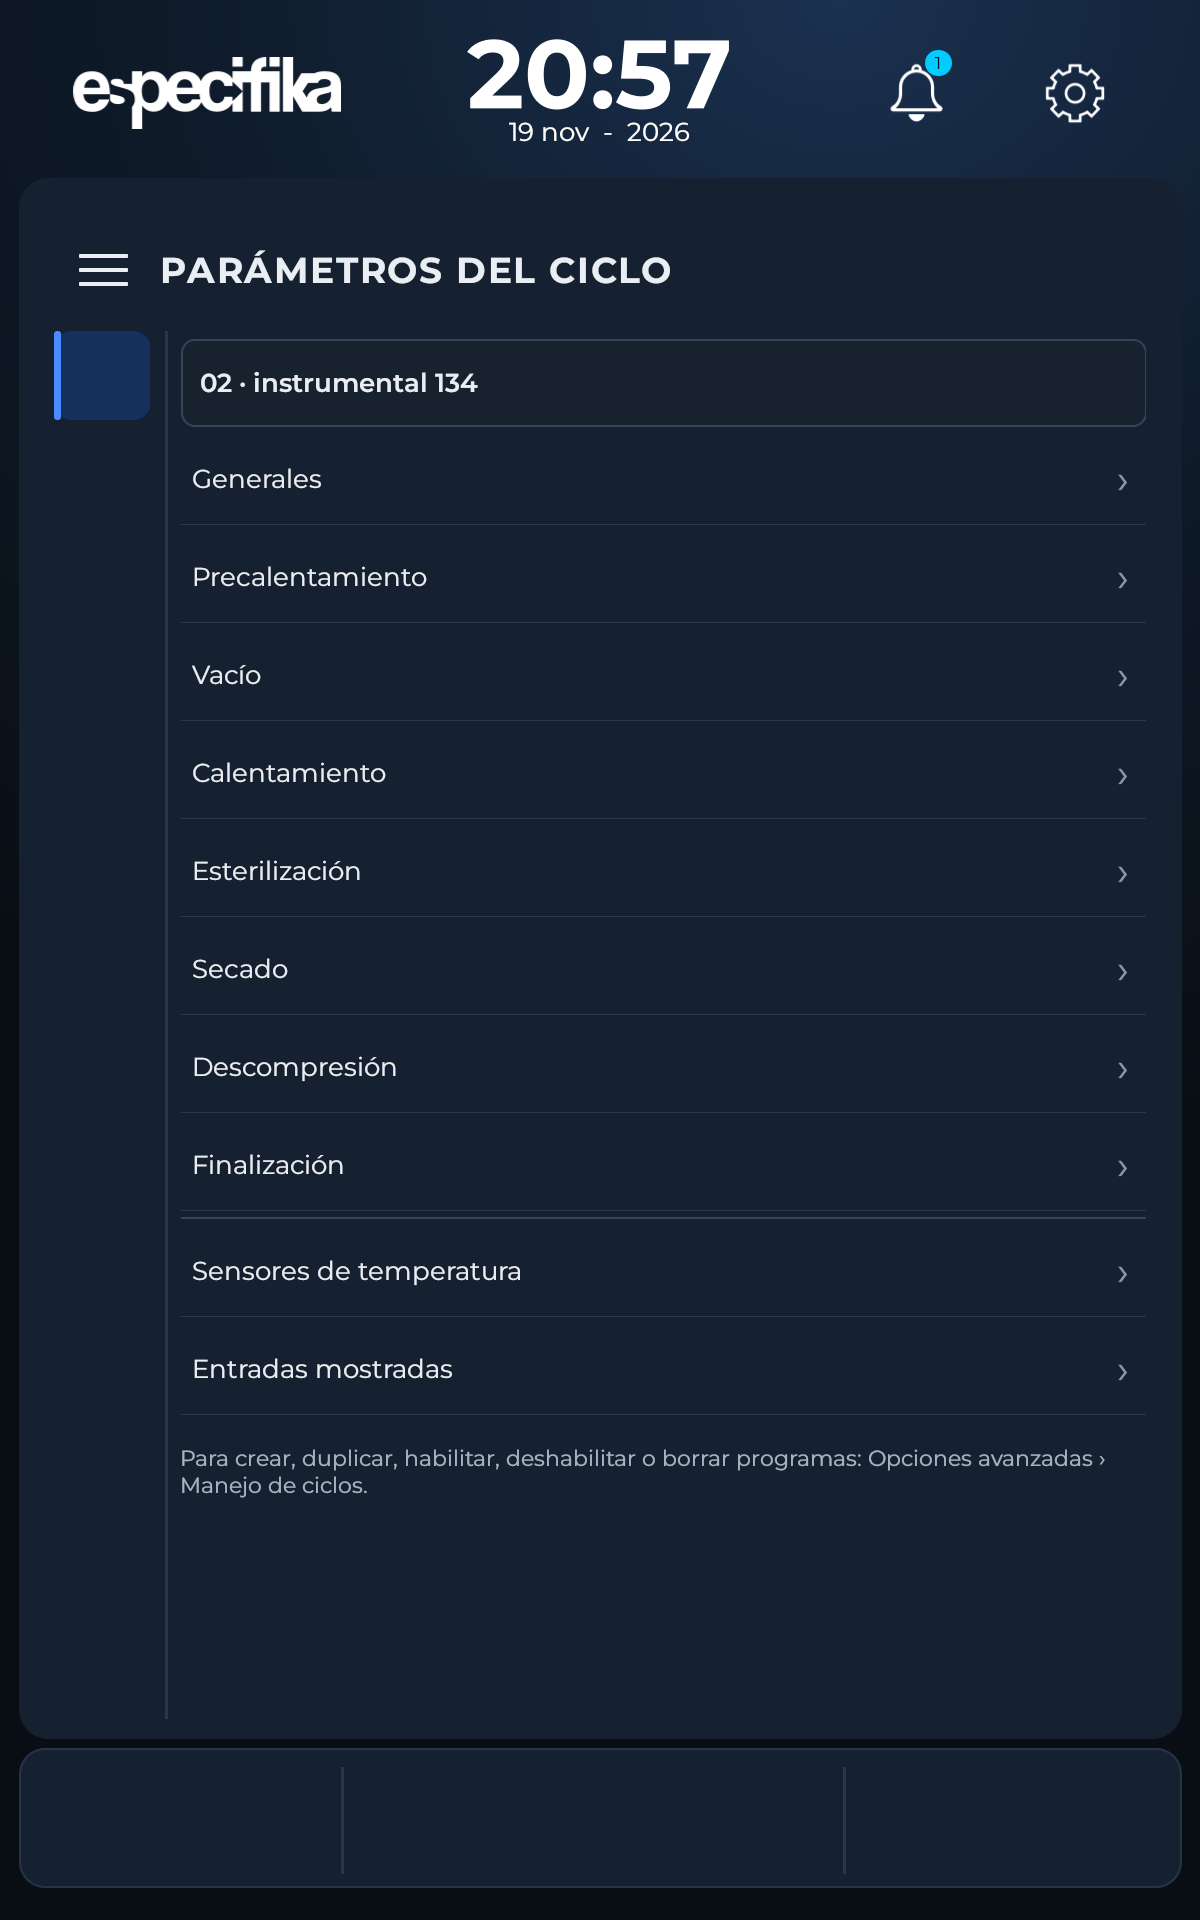 especifika
20:57
19 nov - 2026
1
PARÁMETROS DEL CICLO
02 · instrumental 134
Generales ›
Precalentamiento ›
Vacío ›
Calentamiento ›
Esterilización ›
Secado ›
Descompresión ›
Finalización ›
Sensores de temperatura ›
Entradas mostradas ›
Para crear, duplicar, habilitar, deshabilitar o borrar programas: Opciones avanzadas ›
Manejo de ciclos.